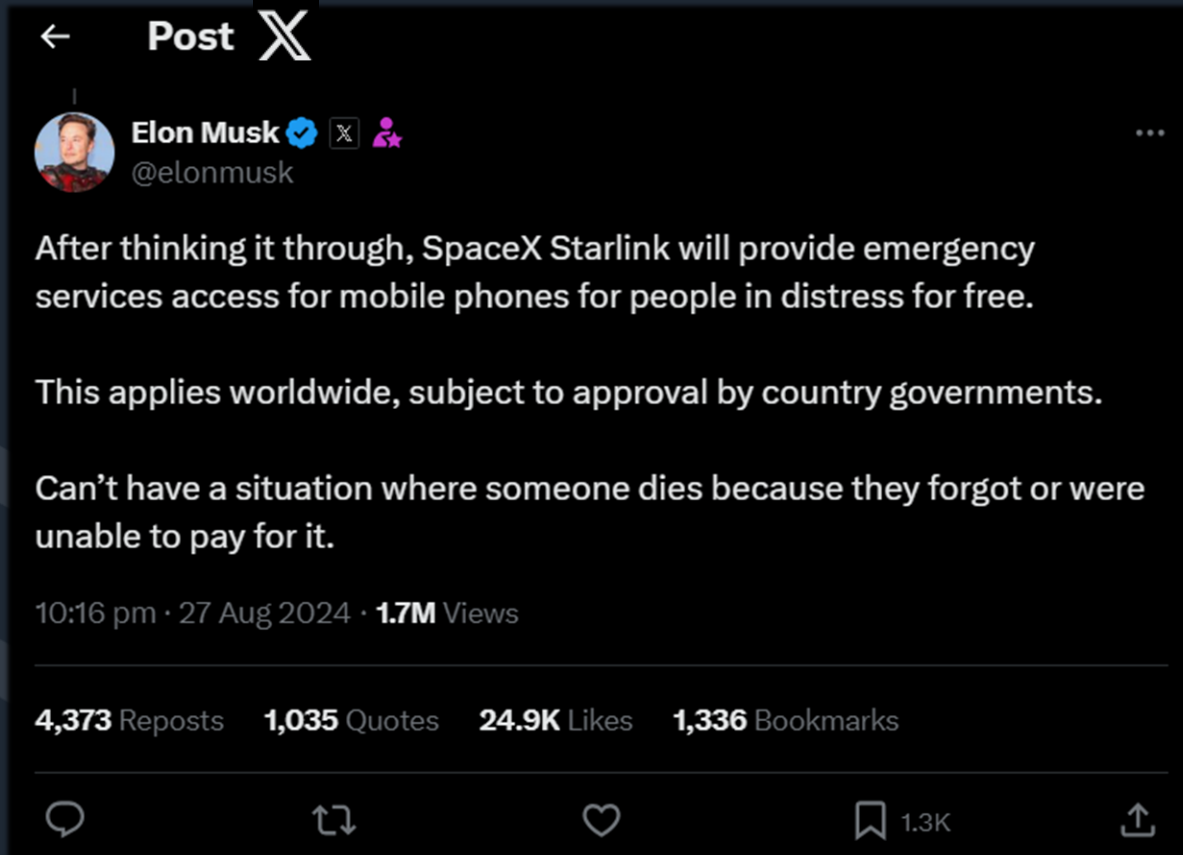 Post X
Elon Musk X
@elonmusk
After thinking it through, SpaceX Starlink will provide emergency
services access for mobile phones for people in distress for free.
This applies worldwide, subject to approval by country governments.
Can’t have a situation where someone dies because they forgot or were
unable to pay for it.
10:16 pm · 27 Aug 2024 · 1.7M Views
4,373 Reposts 1,035 Quotes 24.9K Likes 1,336 Bookmarks
1.3K